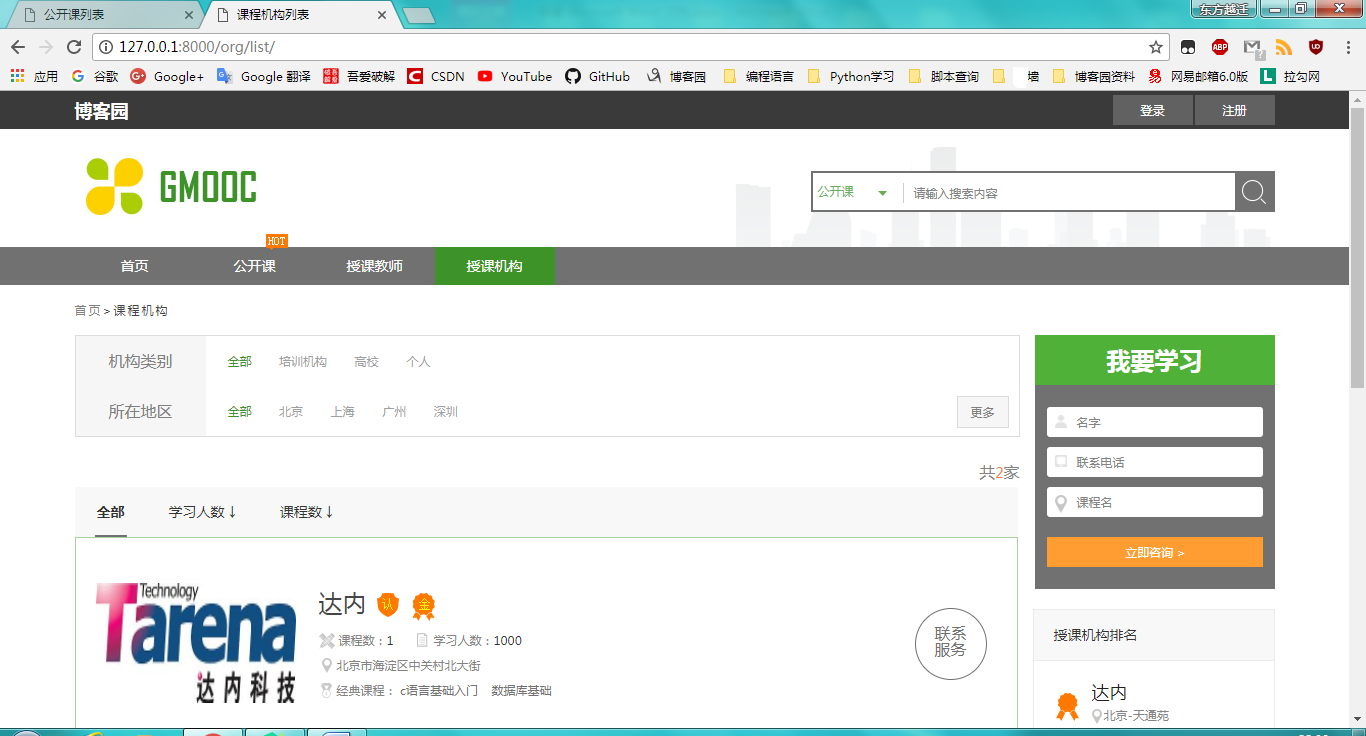 公开课列表
课程机构列表
东方越迁
127.0.0.1:8000/org/list/
ABP
应用 谷歌 Google+ Google 翻译 吾爱破解 CSDN YouTube GitHub 博客园 编程语言 Python学习 脚本查询 墙 博客园资料 网易邮箱6.0版 拉勾网
博客园
登录 注册
GMOOC
公开课 请输入搜索内容
HOT
首页 公开课 授课教师 授课机构
首页 > 课程机构
机构类别 全部 培训机构 高校 个人
所在地区 全部 北京 上海 广州 深圳 更多
共2家
全部 学习人数↓ 课程数↓
Technology
Tarena
达内科技
达内 认 金
课程数：1 学习人数：1000
北京市海淀区中关村北大街
经典课程： c语言基础入门 数据库基础
联系
服务
我要学习
名字
联系电话
课程名
立即咨询 >
授课机构排名
达内
北京-天通苑